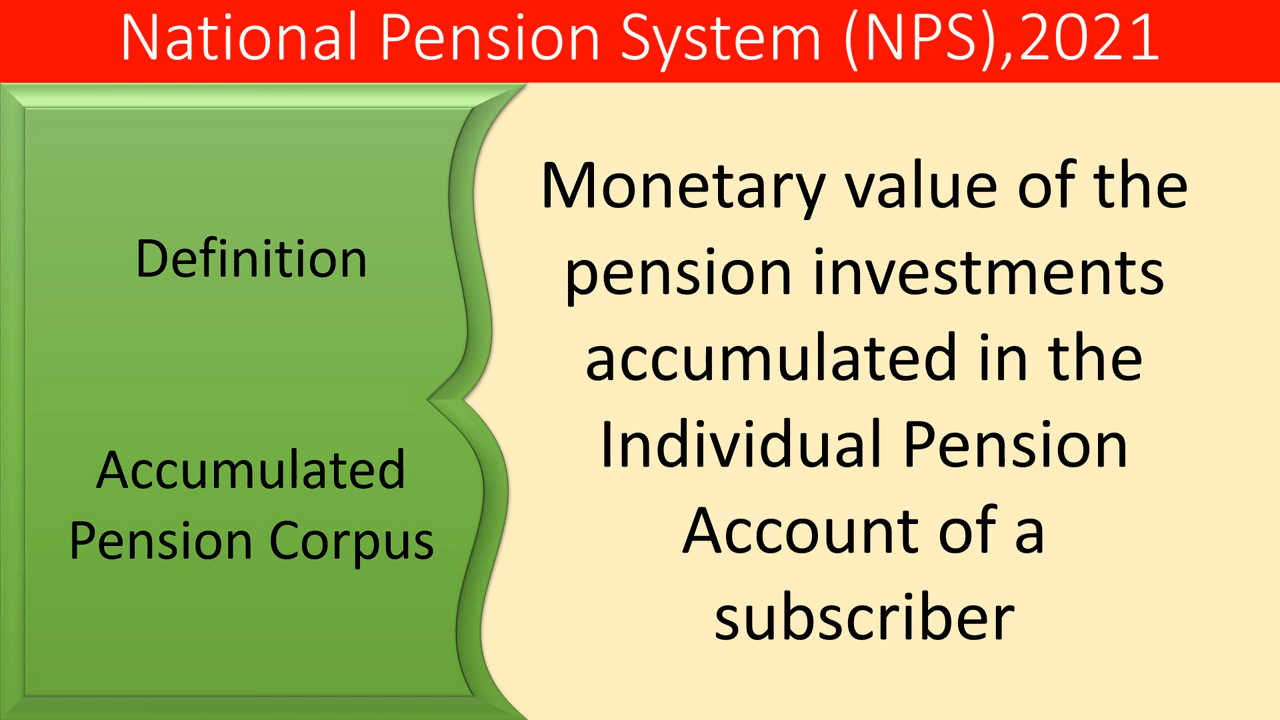 National Pension System (NPS),2021
Definition
Accumulated
Pension Corpus
Monetary value of the
pension investments
accumulated in the
Individual Pension
Account of a
subscriber